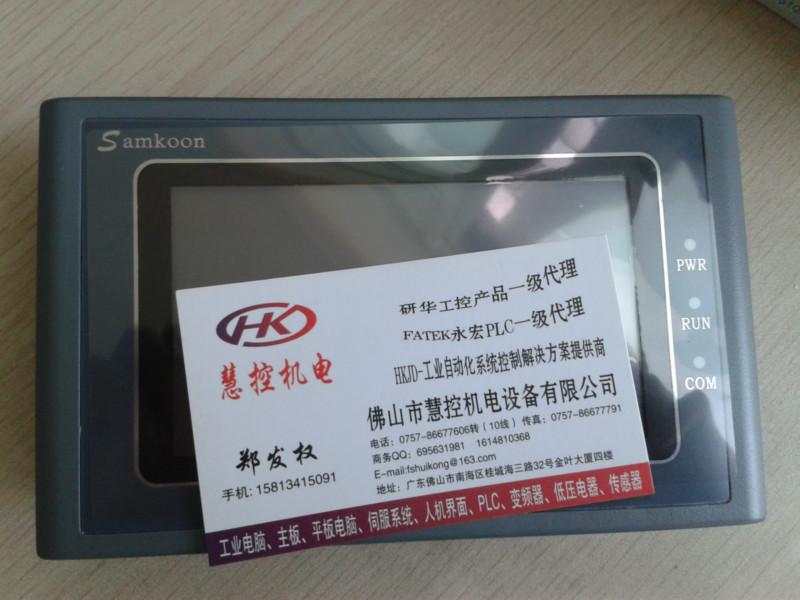 Samkoon
PWR
RUN
COM
HK
慧控机电
郑发权
手机: 15813415091
研华工控产品一级代理
FATEK永宏PLC一级代理
HKJD-工业自动化系统控制解决方案提供商
佛山市慧控机电设备有限公司
电话: 0757-86677606转(10线) 传真: 0757-86677791
商务QQ: 695631981 1614810368
E-mail:fshuikong@163.com
地址: 广东佛山市南海区桂城海三路32号金叶大厦四楼
工业电脑、主板、平板电脑、伺服系统、人机界面、PLC、变频器、低压电器、传感器